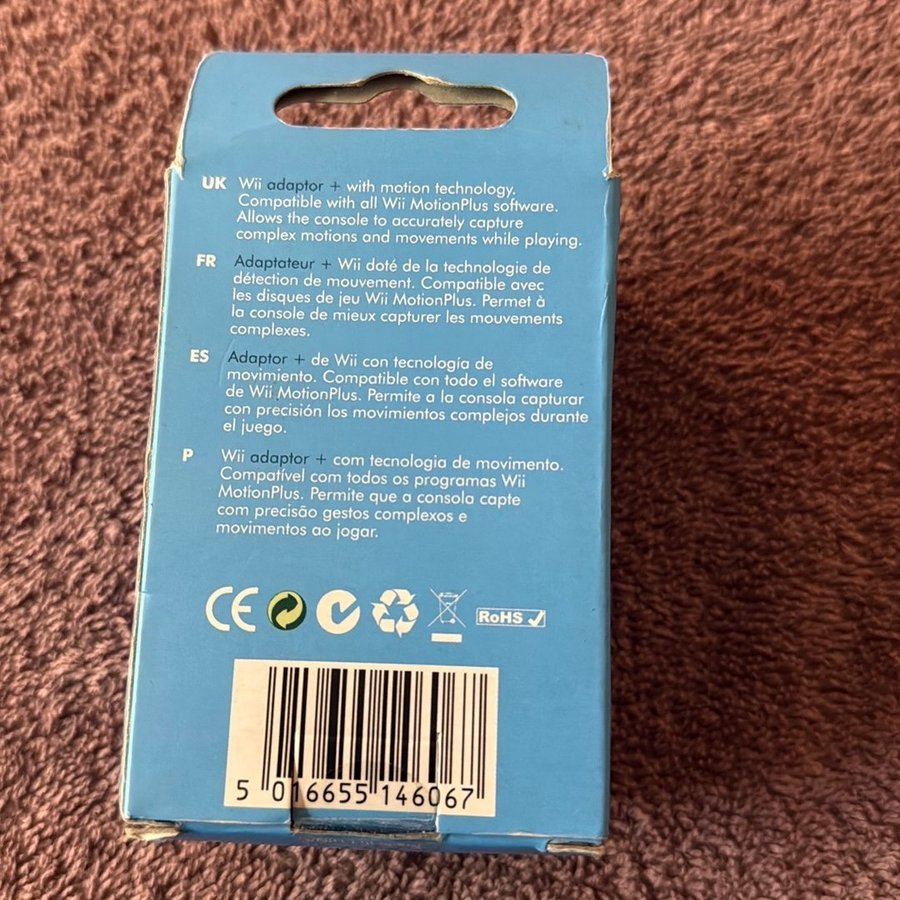 UK Wii adaptor + with motion technology.
Compatible with all Wii MotionPlus software.
Allows the console to accurately capture
complex motions and movements while playing.
FR Adaptateur + Wii doté de la technologie de
détection de mouvement. Compatible avec
les disques de jeu Wii MotionPlus. Permet à
la console de mieux capturer les mouvements
complexes.
ES Adaptor + de Wii con tecnología de
movimiento. Compatible con todo el software
de Wii MotionPlus. Permite a la consola capturar
con precisión los movimientos complejos durante
el juego.
P Wii adaptor + com tecnologia de movimento.
Compatível com todos os programas Wii
MotionPlus. Permite que a consola capte
com precisão gestos complexos e
movimentos ao jogar.
CE RoHS
5 016655 146067